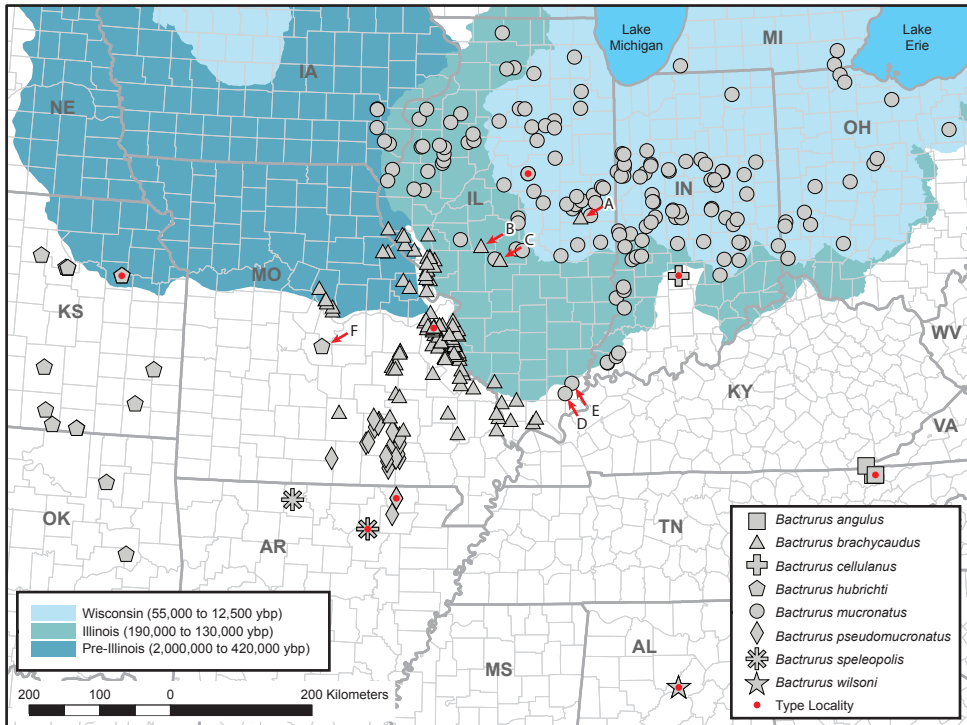 Lake
Michigan
MI
Lake
Erie
IA
NE
OH
IL
IN
A
B
C
MO
KS
F
WV
KY
E
D
VA
OK
AR
TN
MS
AL
Wisconsin (55,000 to 12,500 ybp)
Illinois (190,000 to 130,000 ybp)
Pre-Illinois (2,000,000 to 420,000 ybp)
200 100 0 200 Kilometers
Bactrurus angulus
Bactrurus brachycaudus
Bactrurus cellulanus
Bactrurus hubrichti
Bactrurus mucronatus
Bactrurus pseudomucronatus
Bactrurus speleopolis
Bactrurus wilsoni
Type Locality